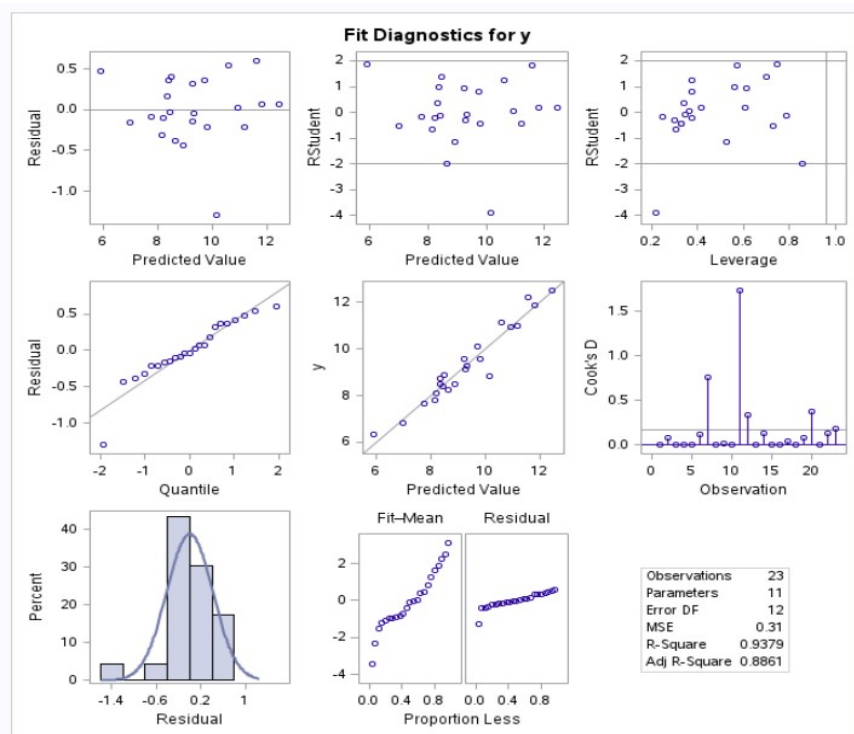 Fit Diagnostics for y
0.5
0.0
-0.5
-1.0
Residual
6 8 10 12
Predicted Value
2
1
0
-1
-2
-3
-4
RStudent
6 8 10 12
Predicted Value
2
1
0
-1
-2
-3
-4
RStudent
0.2 0.4 0.6 0.8 1.0
Leverage
0.5
0.0
-0.5
-1.0
Residual
-2 -1 0 1 2
Quantile
12
10
8
6
y
6 8 10 12
Predicted Value
1.5
1.0
0.5
0.0
Cook's D
0 5 10 15 20
Observation
40
30
20
10
0
Percent
-1.4 -0.6 0.2 1
Residual
Fit–Mean Residual
2
0
-2
-4
0.0 0.4 0.8 0.0 0.4 0.8
Proportion Less
Observations 23
Parameters 11
Error DF 12
MSE 0.31
R-Square 0.9379
Adj R-Square 0.8861